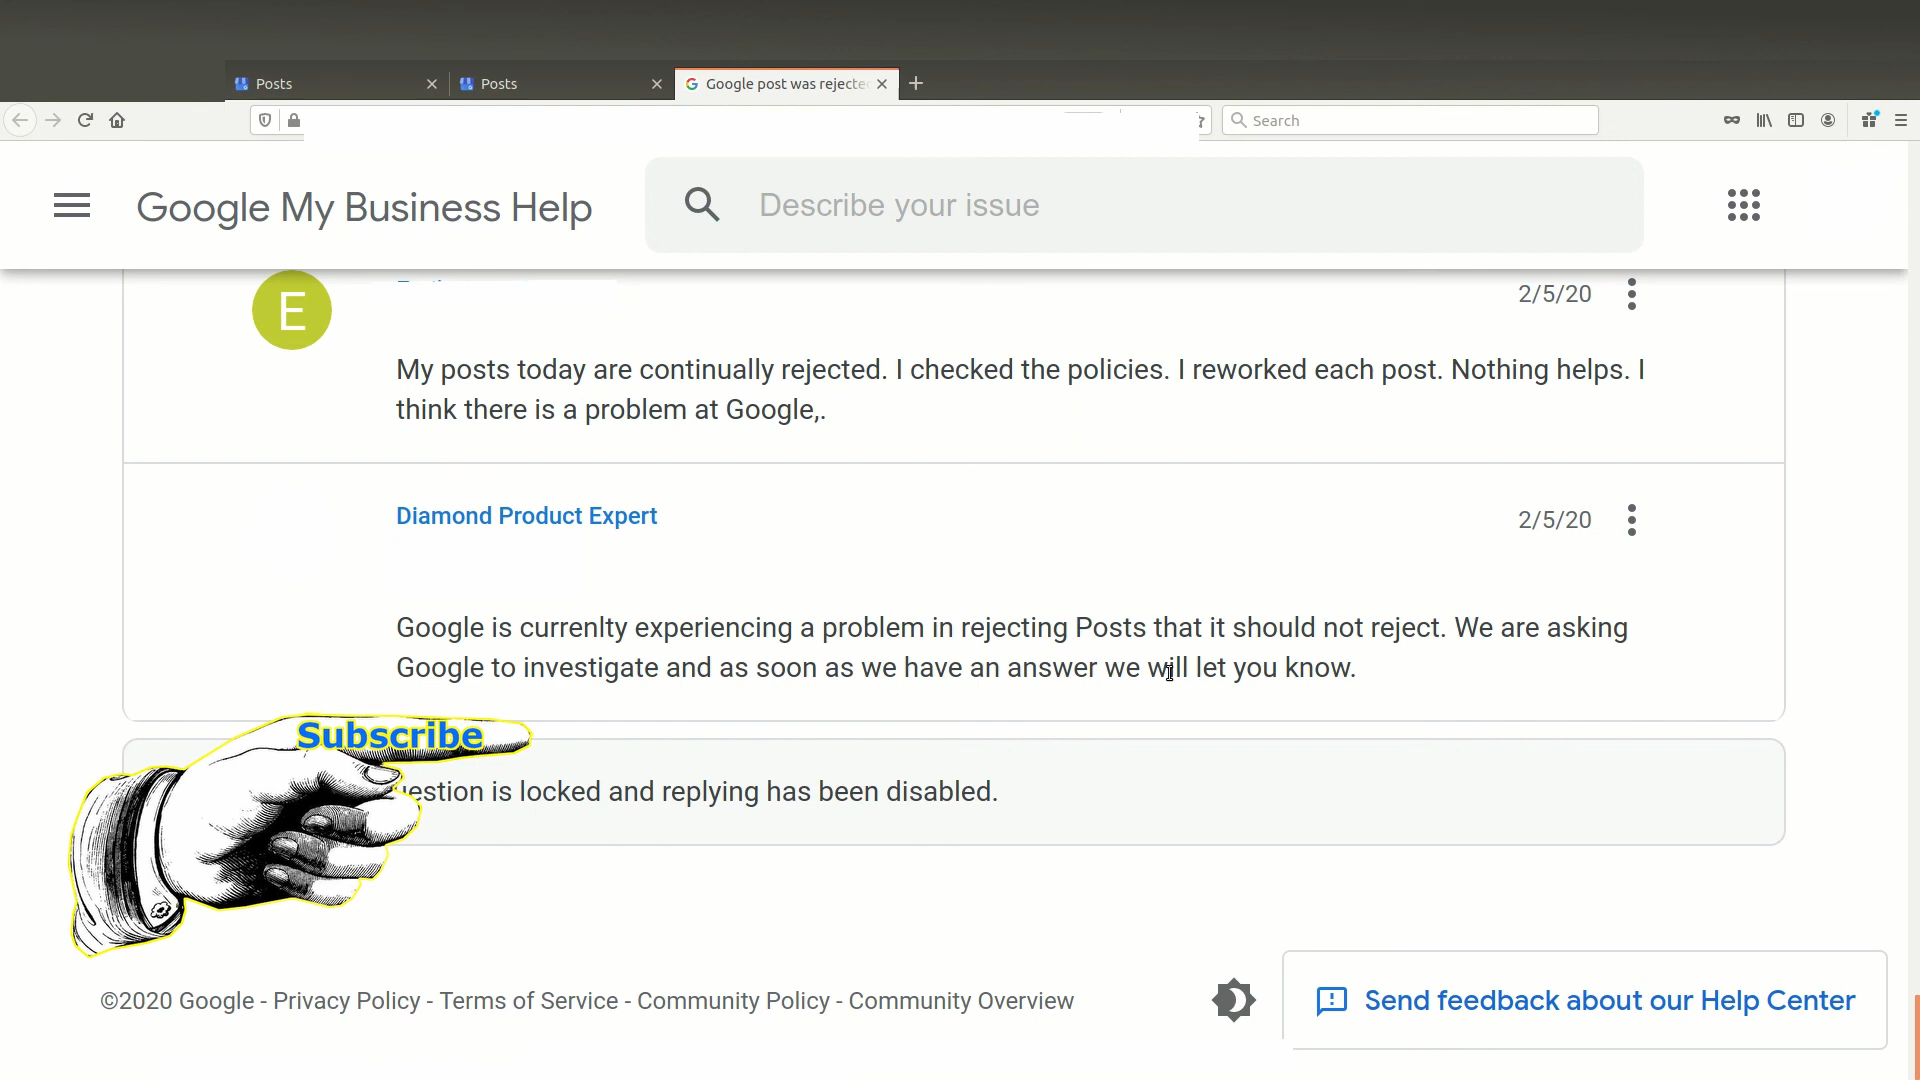 Posts
Posts
Google post was rejecte
Search
Google My Business Help
Describe your issue
E
2/5/20
My posts today are continually rejected. I checked the policies. I reworked each post. Nothing helps. I
think there is a problem at Google,.
Diamond Product Expert
2/5/20
Google is currenlty experiencing a problem in rejecting Posts that it should not reject. We are asking
Google to investigate and as soon as we have an answer we will let you know.
Subscribe
uestion is locked and replying has been disabled.
©2020 Google - Privacy Policy - Terms of Service - Community Policy - Community Overview
Send feedback about our Help Center